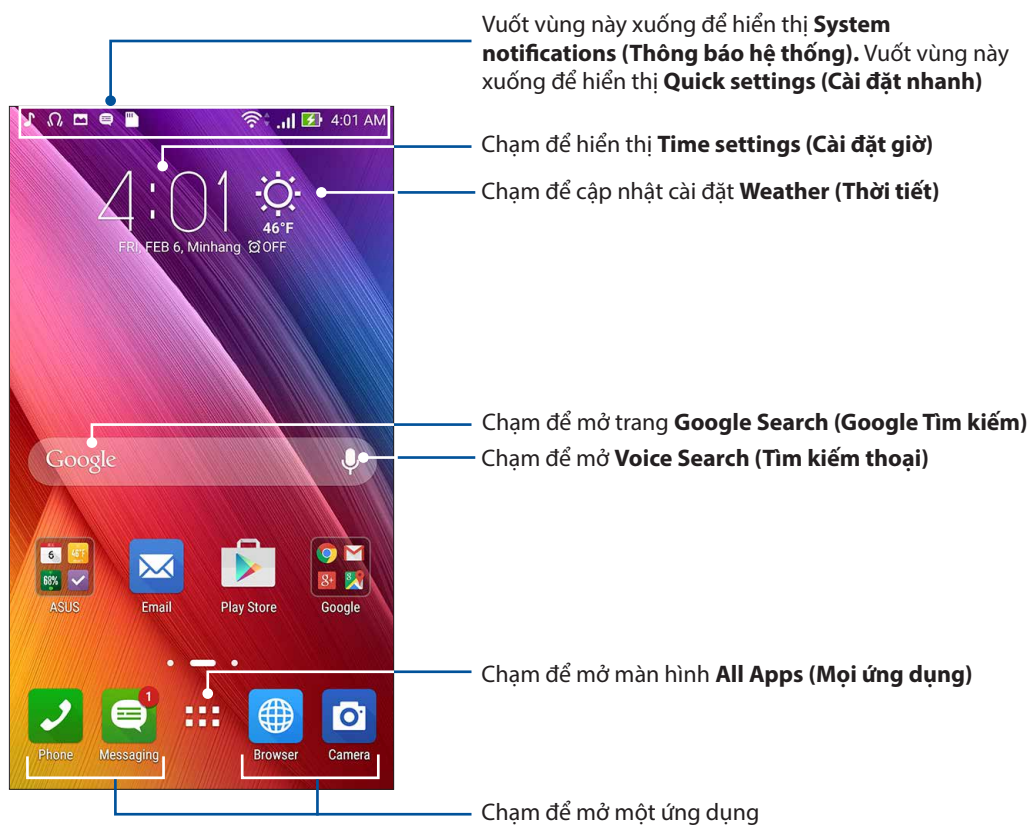 Vuốt vùng này xuống để hiển thị System
notifications (Thông báo hệ thống). Vuốt vùng này
xuống để hiển thị Quick settings (Cài đặt nhanh)
4:01 AM
Chạm để hiển thị Time settings (Cài đặt giờ)
Chạm để cập nhật cài đặt Weather (Thời tiết)
4:01
46°F
FRI, FEB 6, Minhang OFF
Chạm để mở trang Google Search (Google Tìm kiếm)
Google
Chạm để mở Voice Search (Tìm kiếm thoại)
6
46°F
68%
8+
8
ASUS Email Play Store Google
Chạm để mở màn hình All Apps (Mọi ứng dụng)
1
Phone Messaging Browser Camera
Chạm để mở một ứng dụng